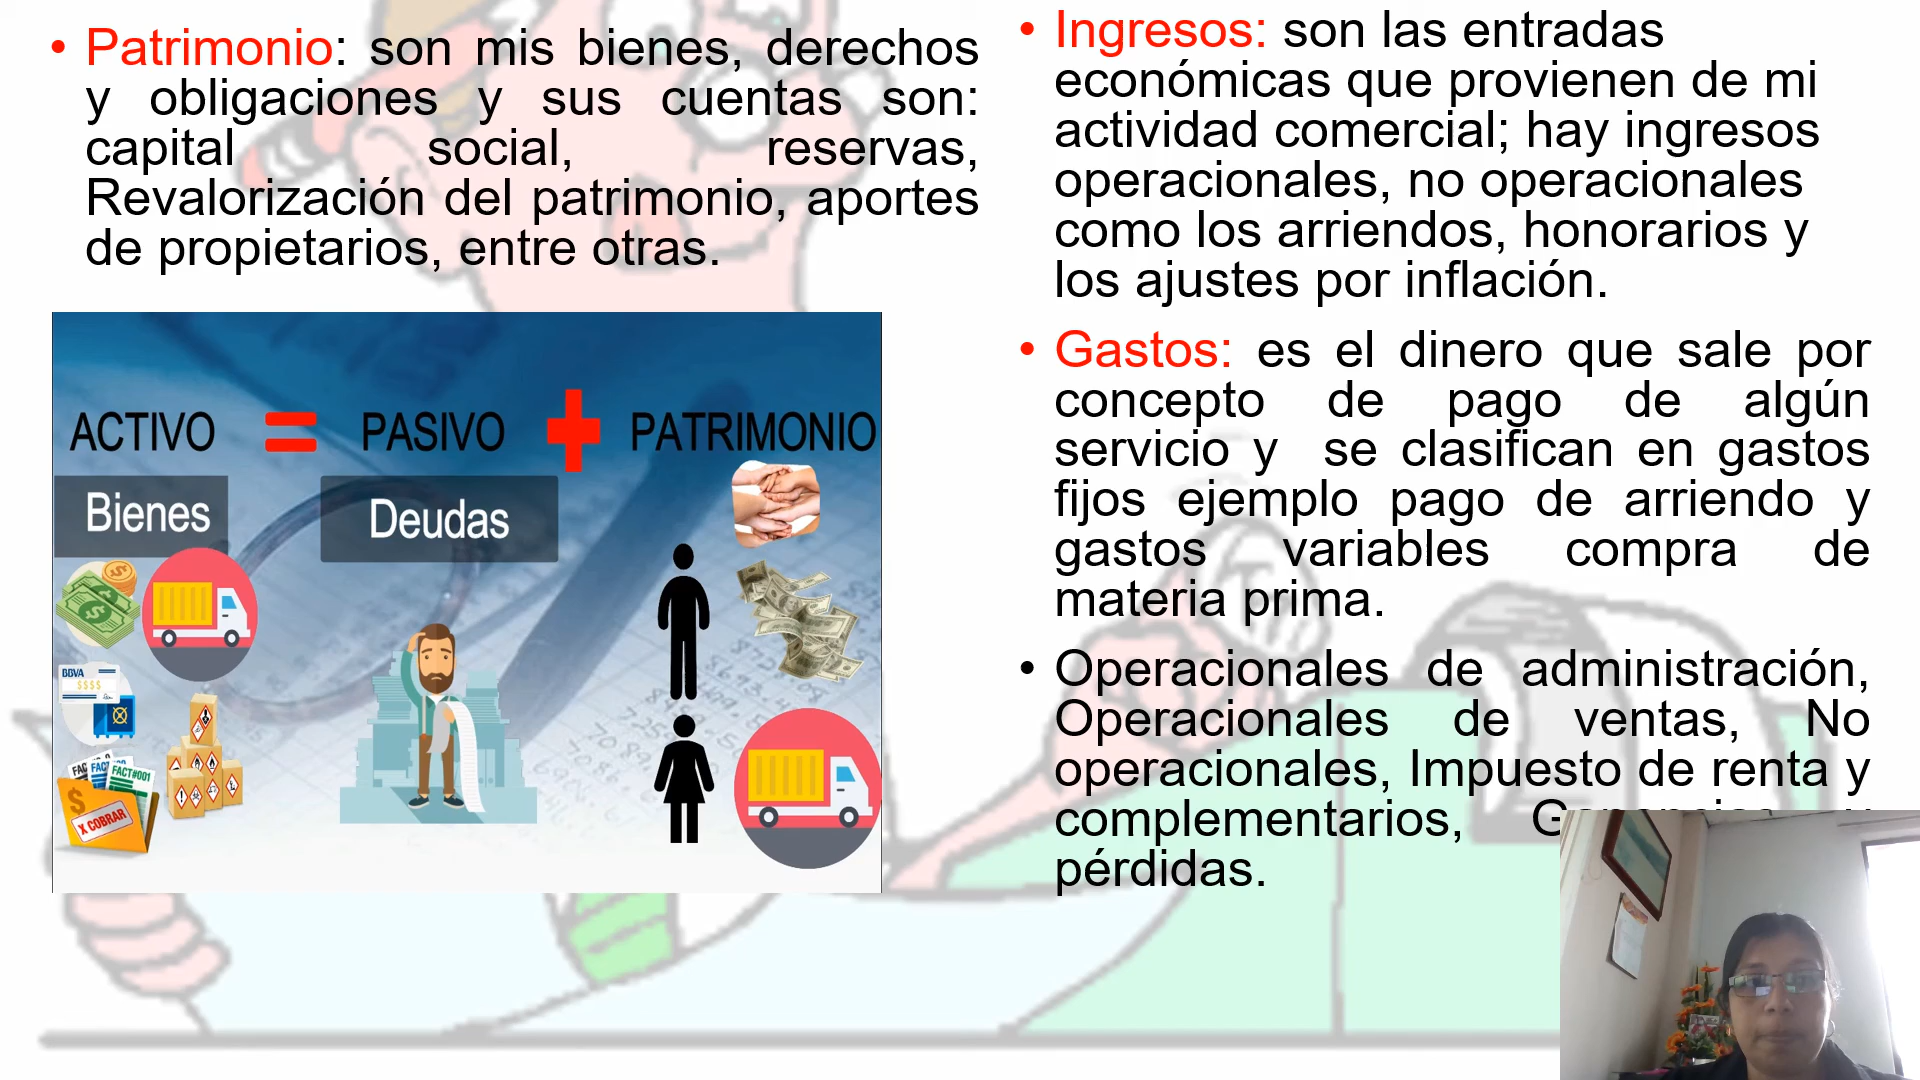 • Patrimonio: son mis bienes, derechos
y obligaciones y sus cuentas son:
capital social, reservas,
Revalorización del patrimonio, aportes
de propietarios, entre otras.
ACTIVO = PASIVO + PATRIMONIO
Bienes
Deudas
BBVA
$$$$
FACT#001
$
X COBRAR
• Ingresos: son las entradas
económicas que provienen de mi
actividad comercial; hay ingresos
operacionales, no operacionales
como los arriendos, honorarios y
los ajustes por inflación.
• Gastos: es el dinero que sale por
concepto de pago de algún
servicio y se clasifican en gastos
fijos ejemplo pago de arriendo y
gastos variables compra de
materia prima.
• Operacionales de administración,
Operacionales de ventas, No
operacionales, Impuesto de renta y
complementarios,
pérdidas.